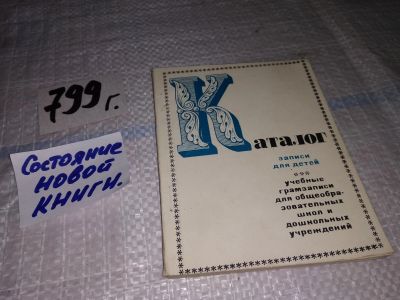 799 г.
Состояние
новой
книги.
Каталог
записи
для детей
учебные
грамзаписи
для общеобра-
зовательных
школ и
дошкольных
учреждений